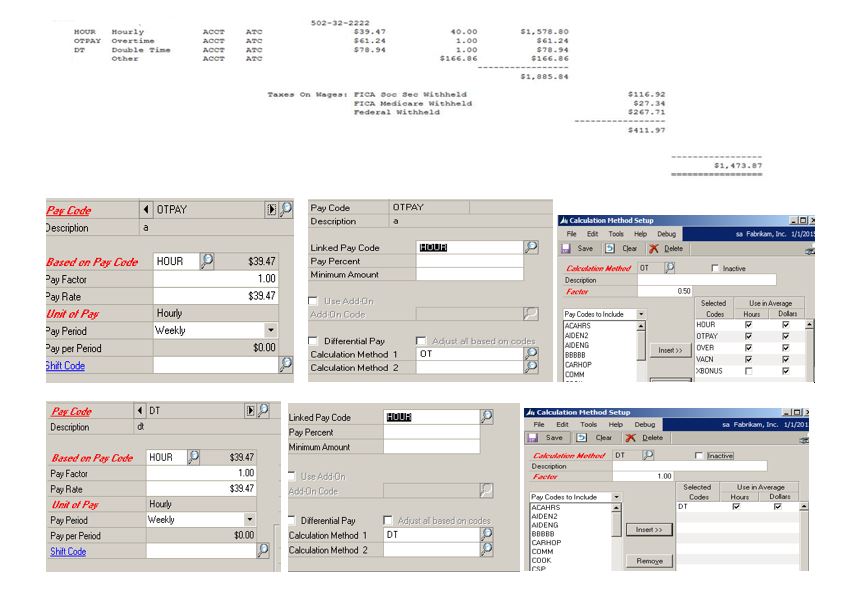 502-32-2222
HOUR Hourly ACCT ATC $39.47 40.00 $1,578.80
OTPAY Overtime ACCT ATC $61.24 1.00 $61.24
DT Double Time ACCT ATC $78.94 1.00 $78.94
Other ACCT ATC $166.86 $166.86
$1,885.84
Taxes On Wages: FICA Soc Sec Withheld $116.92
FICA Medicare Withheld $27.34
Federal Withheld $267.71
$411.97
$1,473.87
Pay Code OTPAY
Description a
Based on Pay Code HOUR $39.47
Pay Factor 1.00
Pay Rate $39.47
Unit of Pay Hourly
Pay Period Weekly
Pay per Period $0.00
Shift Code
Pay Code OTPAY
Description a
Linked Pay Code HOUR
Pay Percent
Minimum Amount
Use Add-On
Add-On Code
Differential Pay Adjust all based on codes
Calculation Method 1 OT
Calculation Method 2
Calculation Method Setup
File Edit Tools Help Debug sa Fabrikam, Inc. 1/1/201
Save Clear Delete
Calculation Method OT Inactive
Description
Factor 0.50
Selected Use in Average
Pay Codes to Include Codes Hours Dollars
ACAHRS
AIDEN2
AIDENG
BBBBB
CARHOP
COMM
Insert >>
HOUR
OTPAY
OVER
VACN
XBONUS
Pay Code DT
Description dt
Based on Pay Code HOUR $39.47
Pay Factor 1.00
Pay Rate $39.47
Unit of Pay Hourly
Pay Period Weekly
Pay per Period $0.00
Shift Code
Linked Pay Code HOUR
Pay Percent
Minimum Amount
Use Add-On
Add-On Code
Differential Pay Adjust all based on codes
Calculation Method 1 DT
Calculation Method 2
Calculation Method Setup
File Edit Tools Help Debug sa Fabrikam, Inc. 1/1/201
Save Clear Delete
Calculation Method DT Inactive
Description
Factor 1.00
Selected Use in Average
Pay Codes to Include Codes Hours Dollars
ACAHRS
AIDEN2
AIDENG
BBBBB
CARHOP
COMM
COOK
CSP
Insert >>
Remove
DT